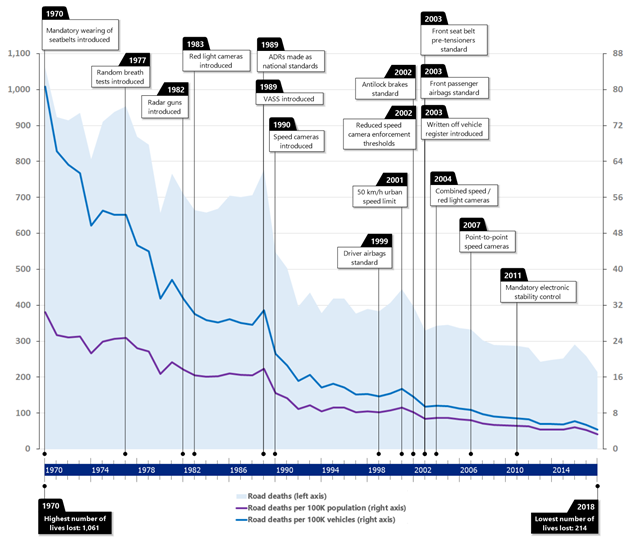 1970
Mandatory wearing of
seatbelts introduced
1977
Random breath
tests introduced
1982
Radar guns
introduced
1983
Red light cameras
introduced
1989
ADRs made as
national standards
1989
VASS introduced
1990
Speed cameras
introduced
1999
Driver airbags
standard
2001
50 km/h urban
speed limit
2002
Antilock brakes
standard
2002
Reduced speed
camera enforcement
thresholds
2003
Front seat belt
pre-tensioners
standard
2003
Front passenger
airbags standard
2003
Written off vehicle
register introduced
2004
Combined speed /
red light cameras
2007
Point-to-point
speed cameras
2011
Mandatory electronic
stability control
1,100
1,000
900
800
700
600
500
400
300
200
100
0
88
80
72
64
56
48
40
32
24
16
8
0
1970 1974 1978 1982 1986 1990 1994 1998 2002 2006 2010 2014
Road deaths (left axis)
Road deaths per 100K population (right axis)
Road deaths per 100K vehicles (right axis)
1970
Highest number of
lives lost: 1,061
2018
Lowest number of
lives lost: 214